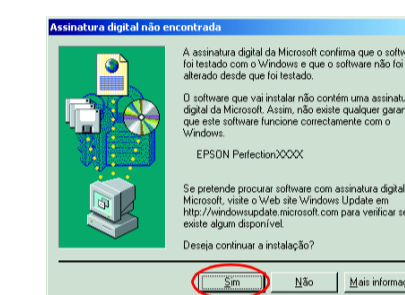 Assinatura digital não encontrada
A assinatura digital da Microsoft confirma que o softw
foi testado com o Windows e que o software não foi
alterado desde que foi testado.
O software que vai instalar não contém uma assinatu
digital da Microsoft. Assim, não existe qualquer garan
que este software funcione correctamente com o
Windows.
EPSON PerfectionXXXX
Se pretende procurar software com assinatura digital
Microsoft, visite o Web site Windows Update em
http://windowsupdate.microsoft.com para verificar se
existe algum disponível.
Deseja continuar a instalação?
Sim Não Mais informaç